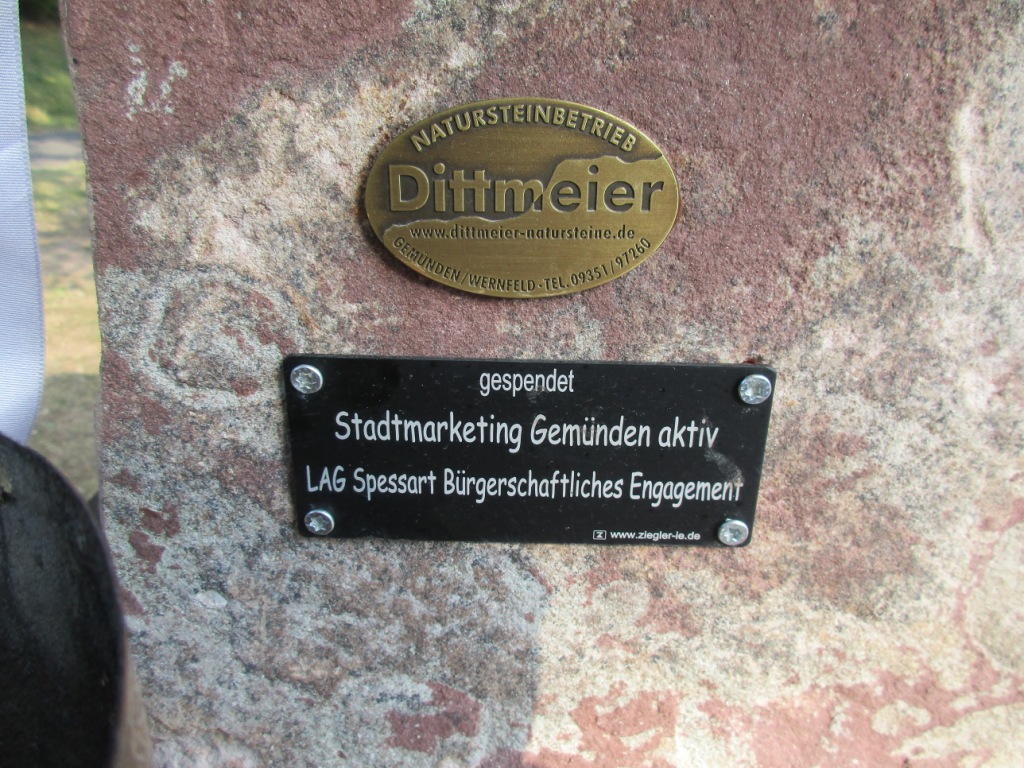 NATURSTEINBETRIEB
Dittmeier
www.dittmeier-natursteine.de
GEMÜNDEN/WERNFELD·TEL.09351/97260
gespendet
Stadtmarketing Gemünden aktiv
LAG Spessart Bürgerschaftliches Engagement
Z www.ziegler-ie.de